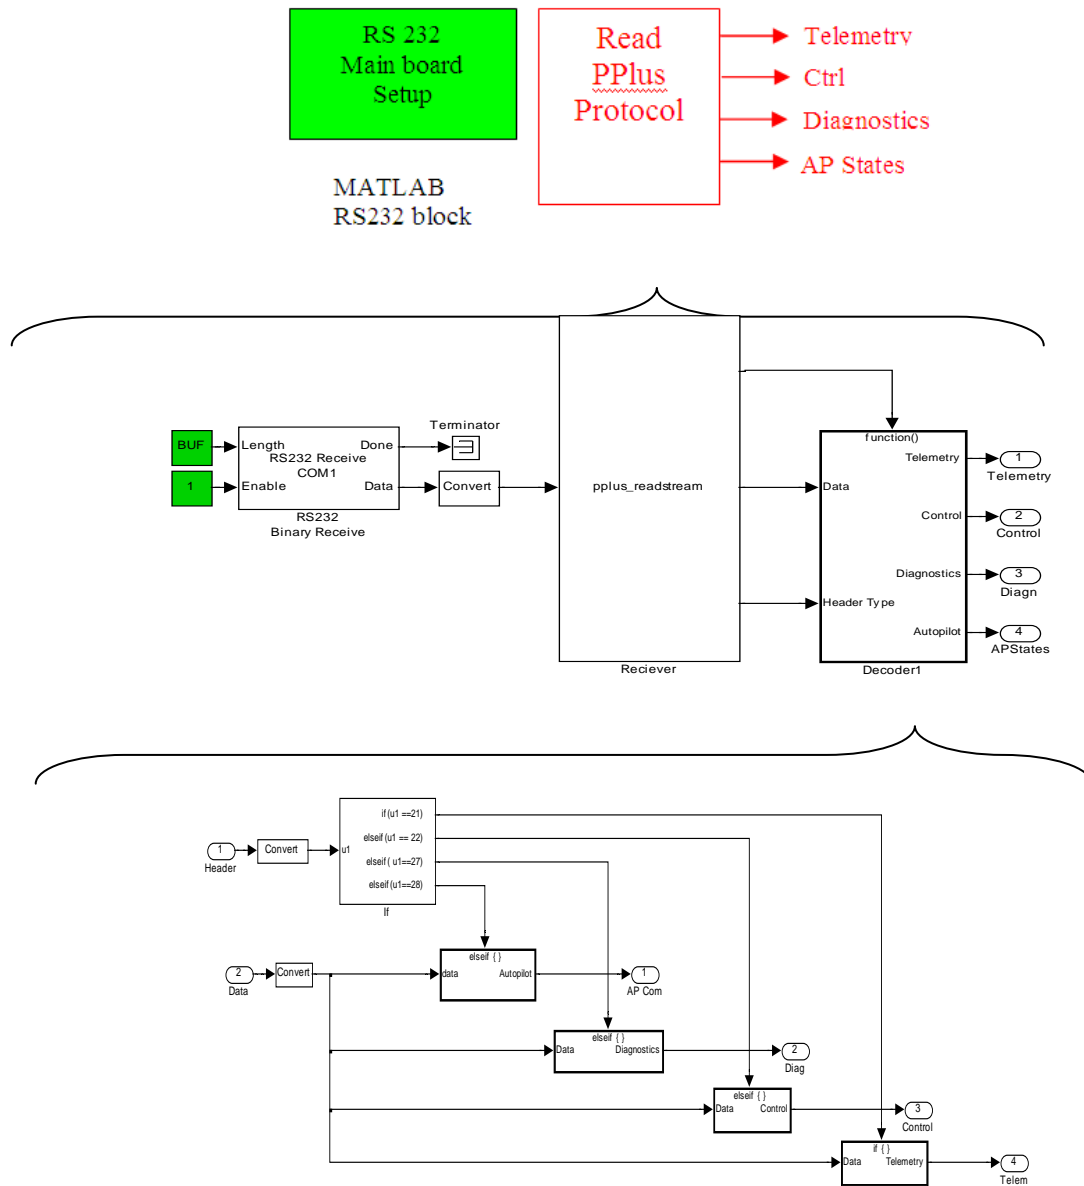 RS 232
Main board
Setup
Read
PPlus
Protocol
Telemetry
Ctrl
Diagnostics
AP States
MATLAB
RS232 block
BUF
1
Length
Enable
Done
Data
RS232 Receive
COM1
RS232
Binary Receive
Terminator
Convert
pplus_readstream
Reciever
function()
Data
Header Type
Telemetry
Control
Diagnostics
Autopilot
Decoder1
1
Telemetry
2
Control
3
Diagn
4
APStates
1
Header
Convert
u1
if(u1 ==21)
elseif(u1 == 22)
elseif( u1==27)
elseif(u1==28)
If
2
Data
Convert
elseif { }
data
Autopilot
1
AP Com
elseif { }
Data
Diagnostics
2
Diag
elseif { }
Data
Control
3
Control
if { }
Data
Telemetry
4
Telem